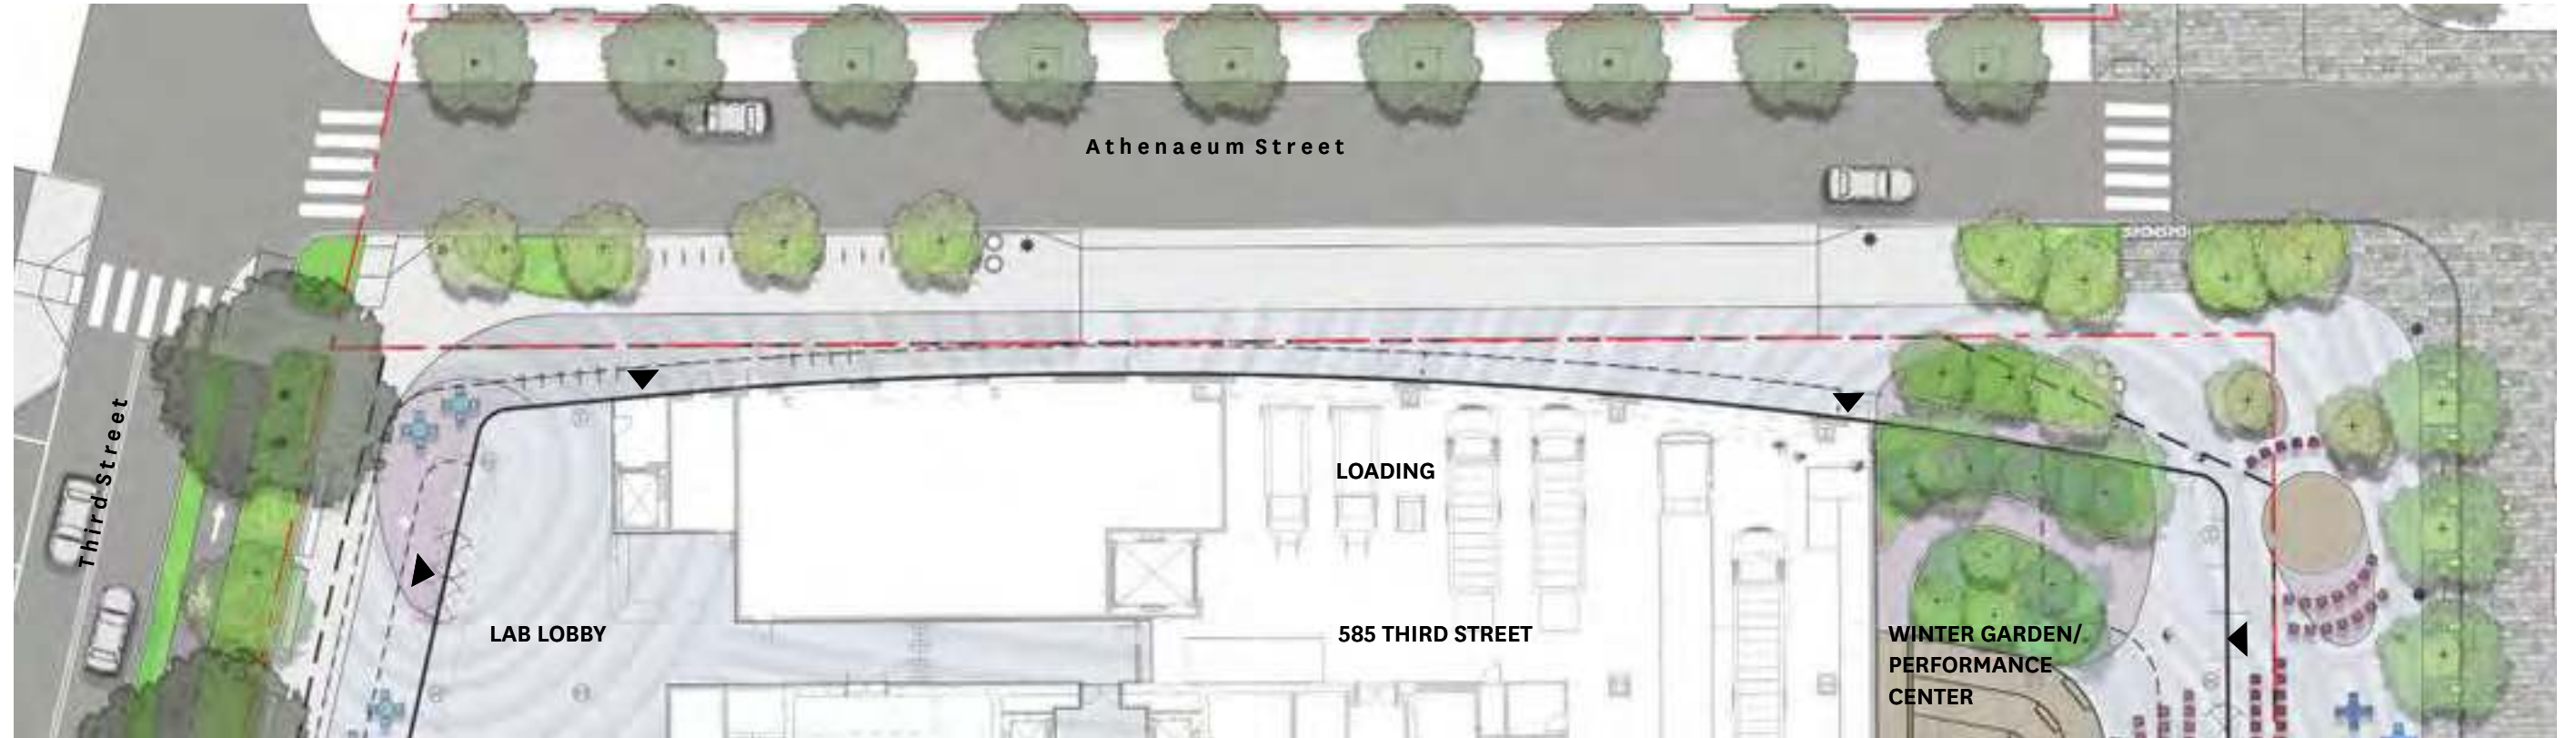 Athenaeum Street
Third Street
LOADING
LAB LOBBY
585 THIRD STREET
WINTER GARDEN/
PERFORMANCE
CENTER